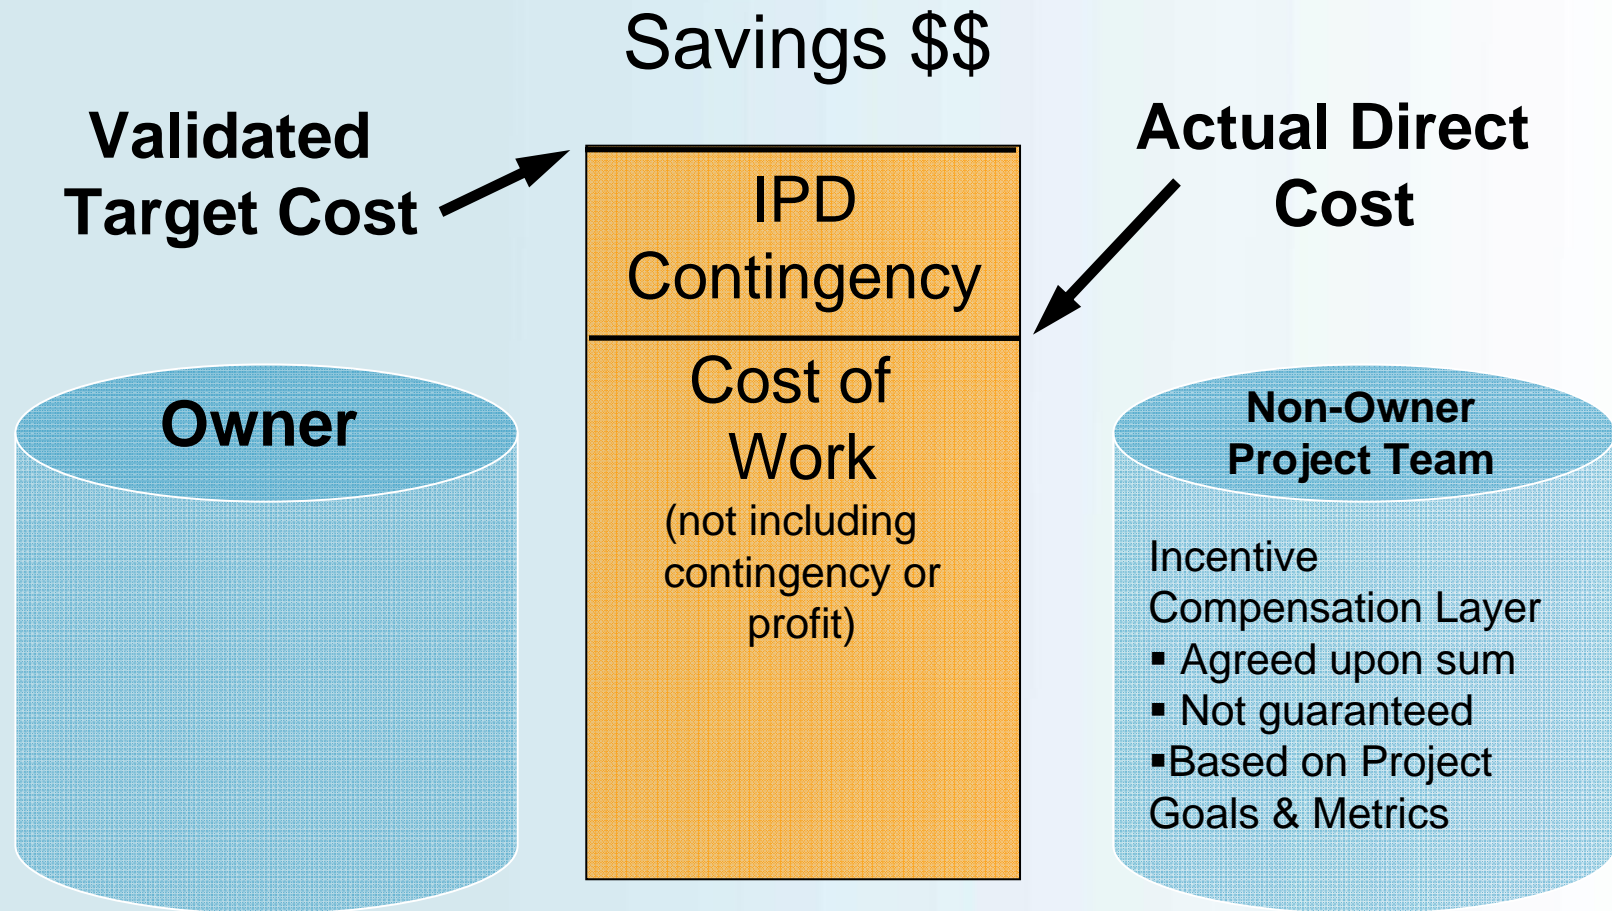 Savings $$
Validated
Target Cost
Actual Direct
Cost
IPD
Contingency
Cost of
Work
(not including
contingency or
profit)
Owner
Non-Owner
Project Team
Incentive
Compensation Layer
▪ Agreed upon sum
▪ Not guaranteed
▪Based on Project
Goals & Metrics